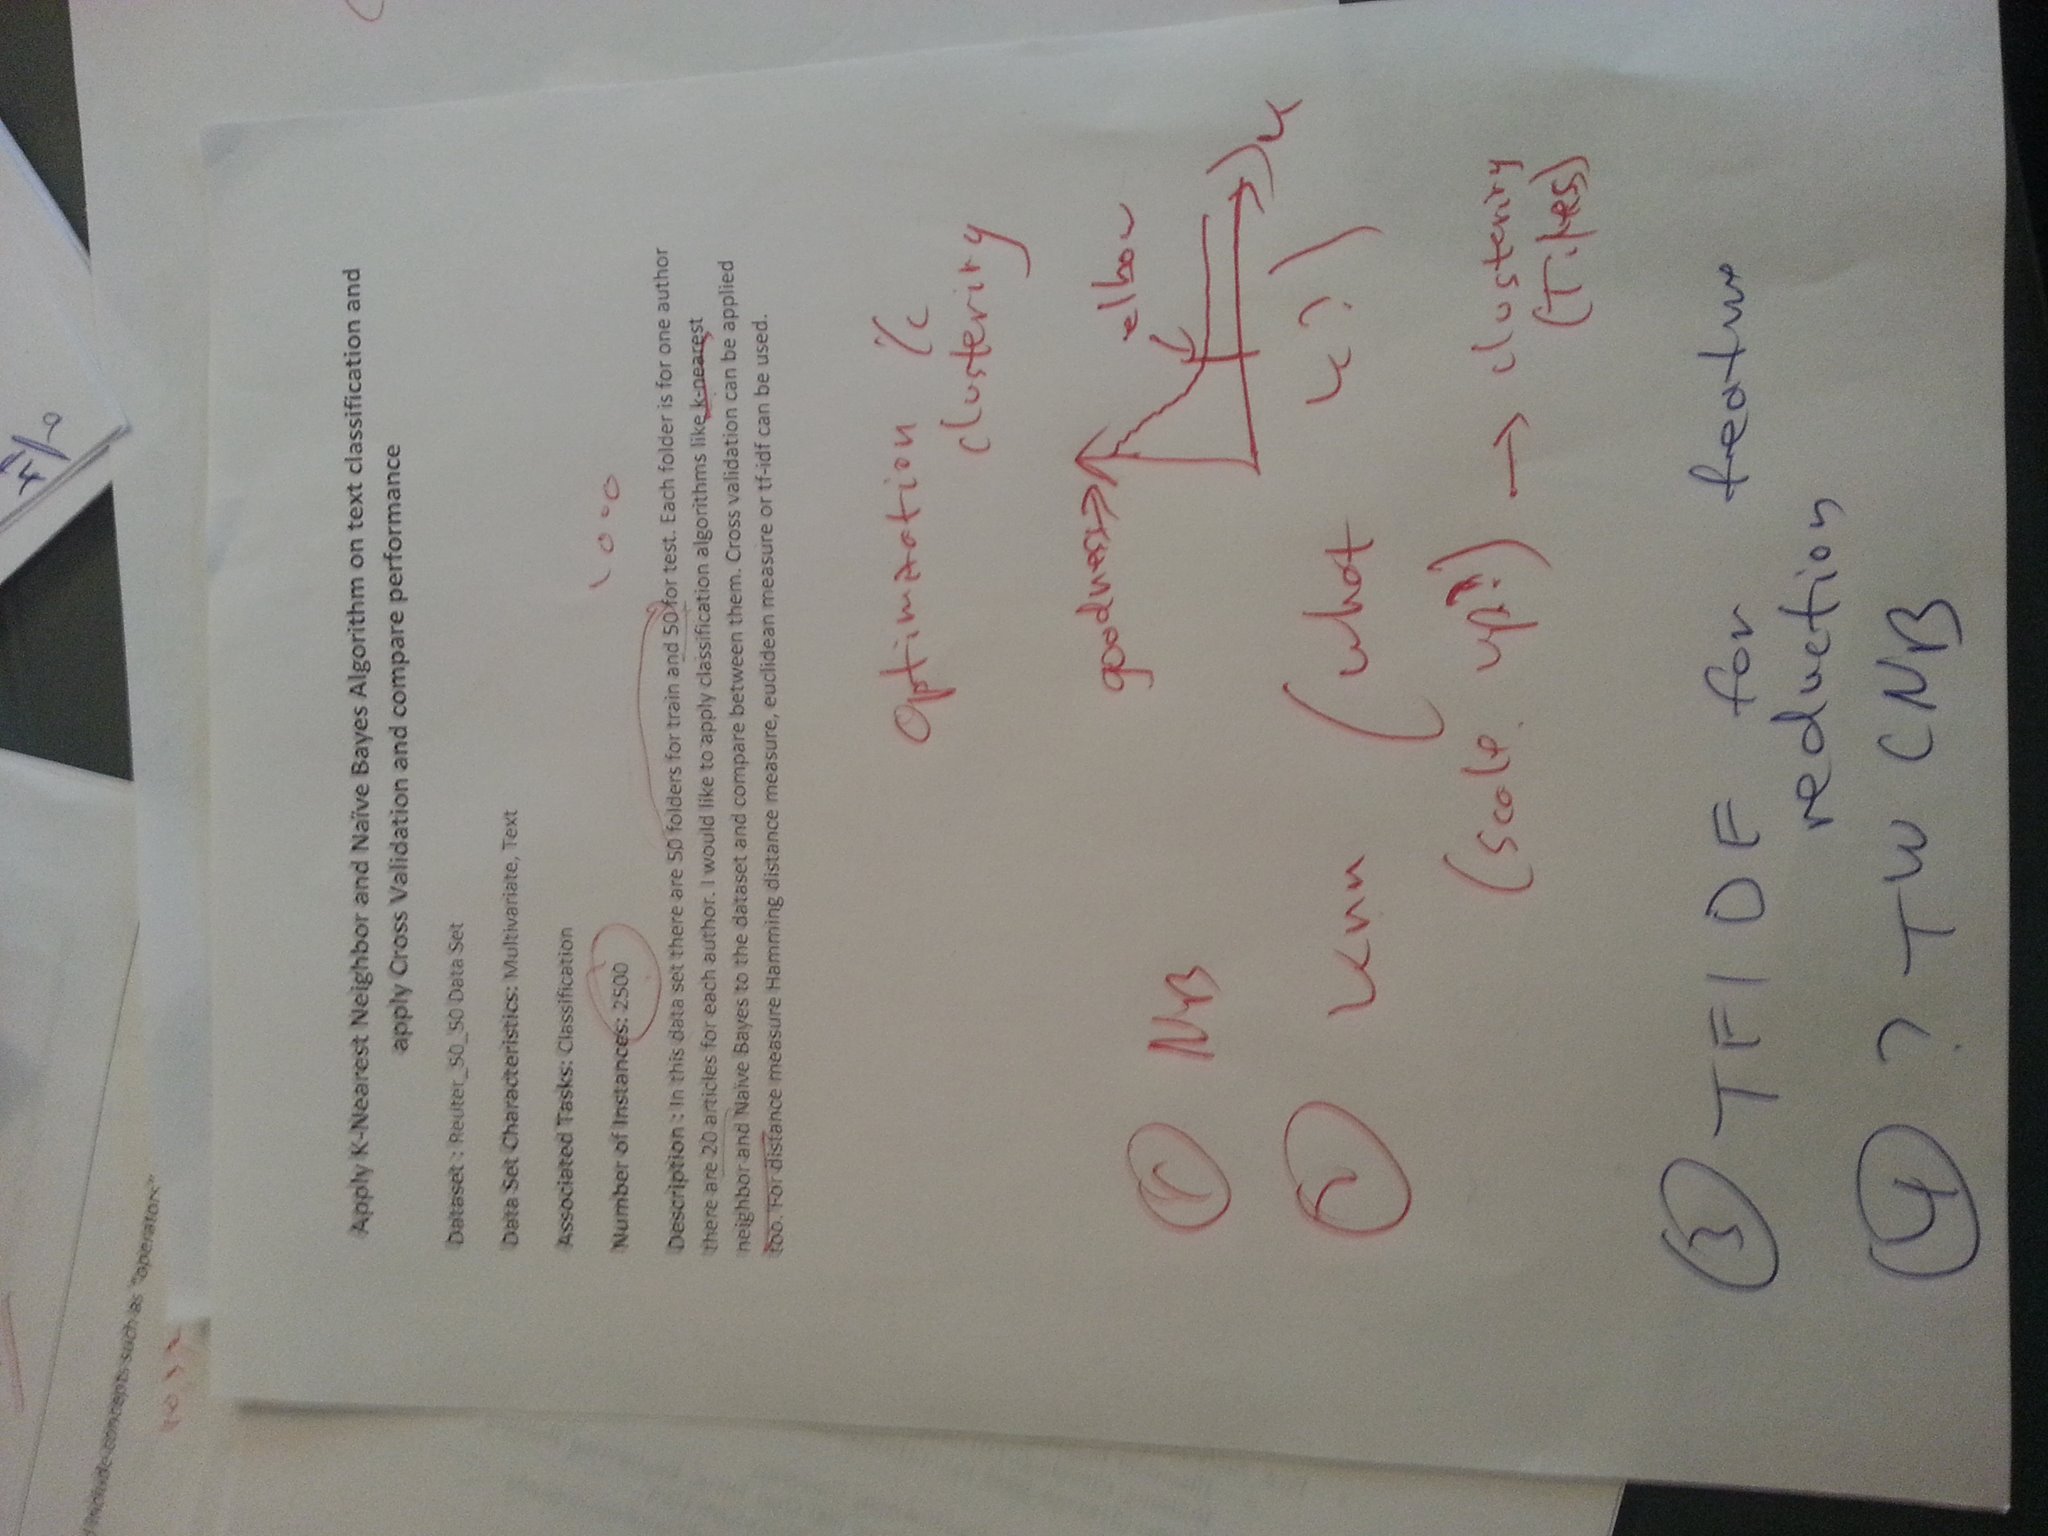 Apply K-Nearest Neighbor and Naïve Bayes Algorithm on text classification and
apply Cross Validation and compare performance
Dataset : Reuter_50_50 Data Set
Data Set Characteristics: Multivariate, Text
Associated Tasks: Classification
Number of Instances: 2500
1000
Description : In this data set there are 50 folders for train and 50 for test. Each folder is for one author
there are 20 articles for each author. I would like to apply classification algorithms like k-nearest
neighbor and Naïve Bayes to the dataset and compare between them. Cross validation can be applied
too. For distance measure Hamming distance measure, euclidean measure or tf-idf can be used.
Optimization
clustering
goodness
elbow
k
1 NB
2 Knn (what k?)
(scale up?) → clustering
3 TFIDF for feature
reduction
4 ? TWCNB
concepts such as "operators"